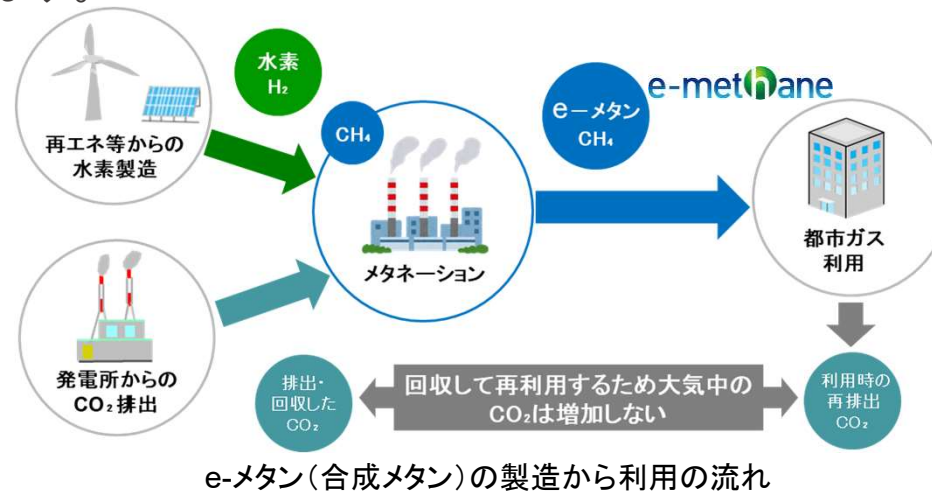 水素
H₂
e-methane
e-メタン
CH₄
CH₄
再エネ等からの
水素製造
メタネーション
都市ガス
利用
発電所からの
CO₂排出
排出・
回収した
CO₂
回収して再利用するため大気中の
CO₂は増加しない
利用時の
再排出
CO₂
e-メタン(合成メタン)の製造から利用の流れ